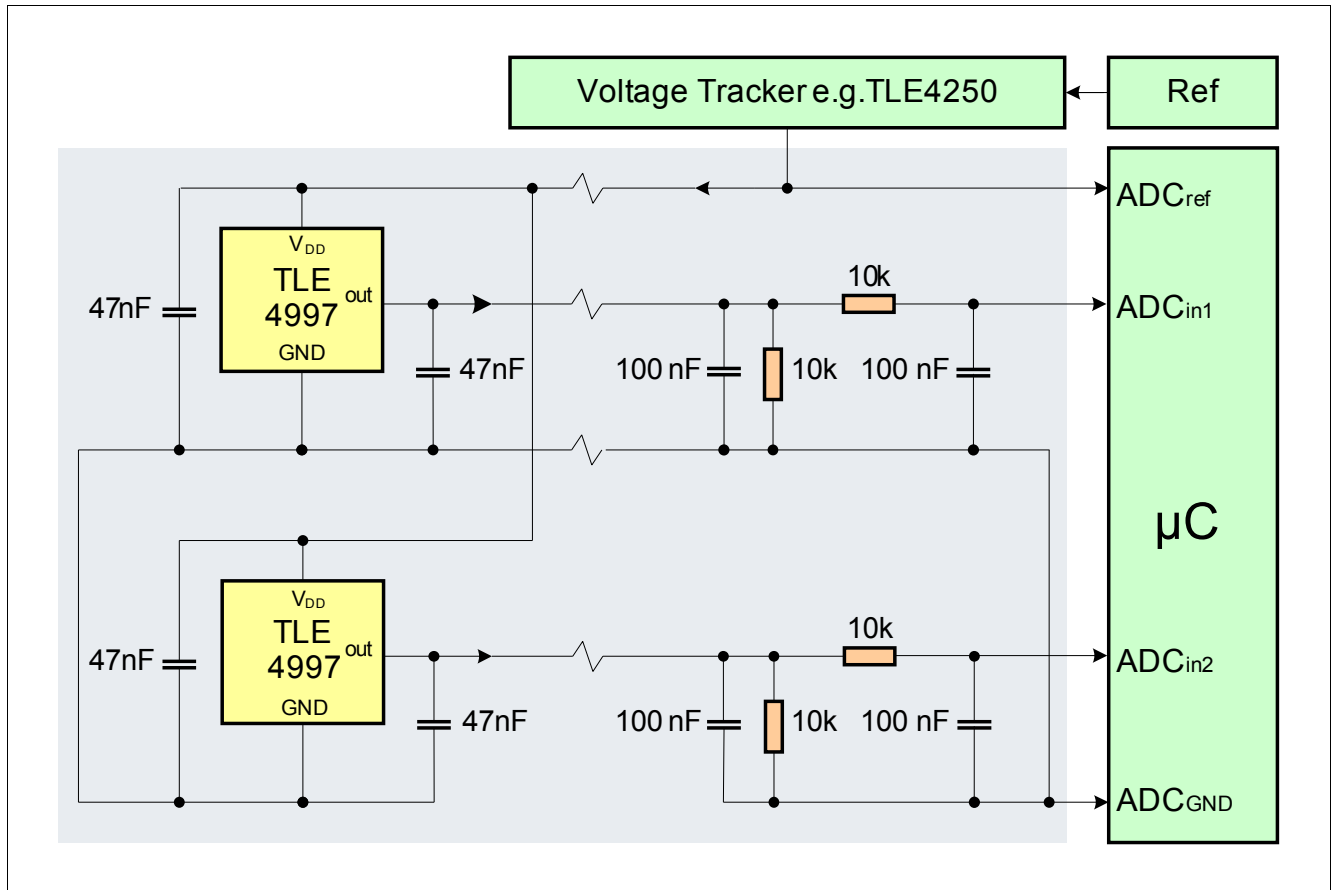 Voltage Tracker e.g.TLE4250
Ref
ADCref
VDD
TLE
4997
out
GND
47nF
47nF
100 nF
10k
10k
100 nF
ADCin1
µC
VDD
TLE
4997
out
GND
47nF
47nF
100 nF
10k
10k
100 nF
ADCin2
ADCGND